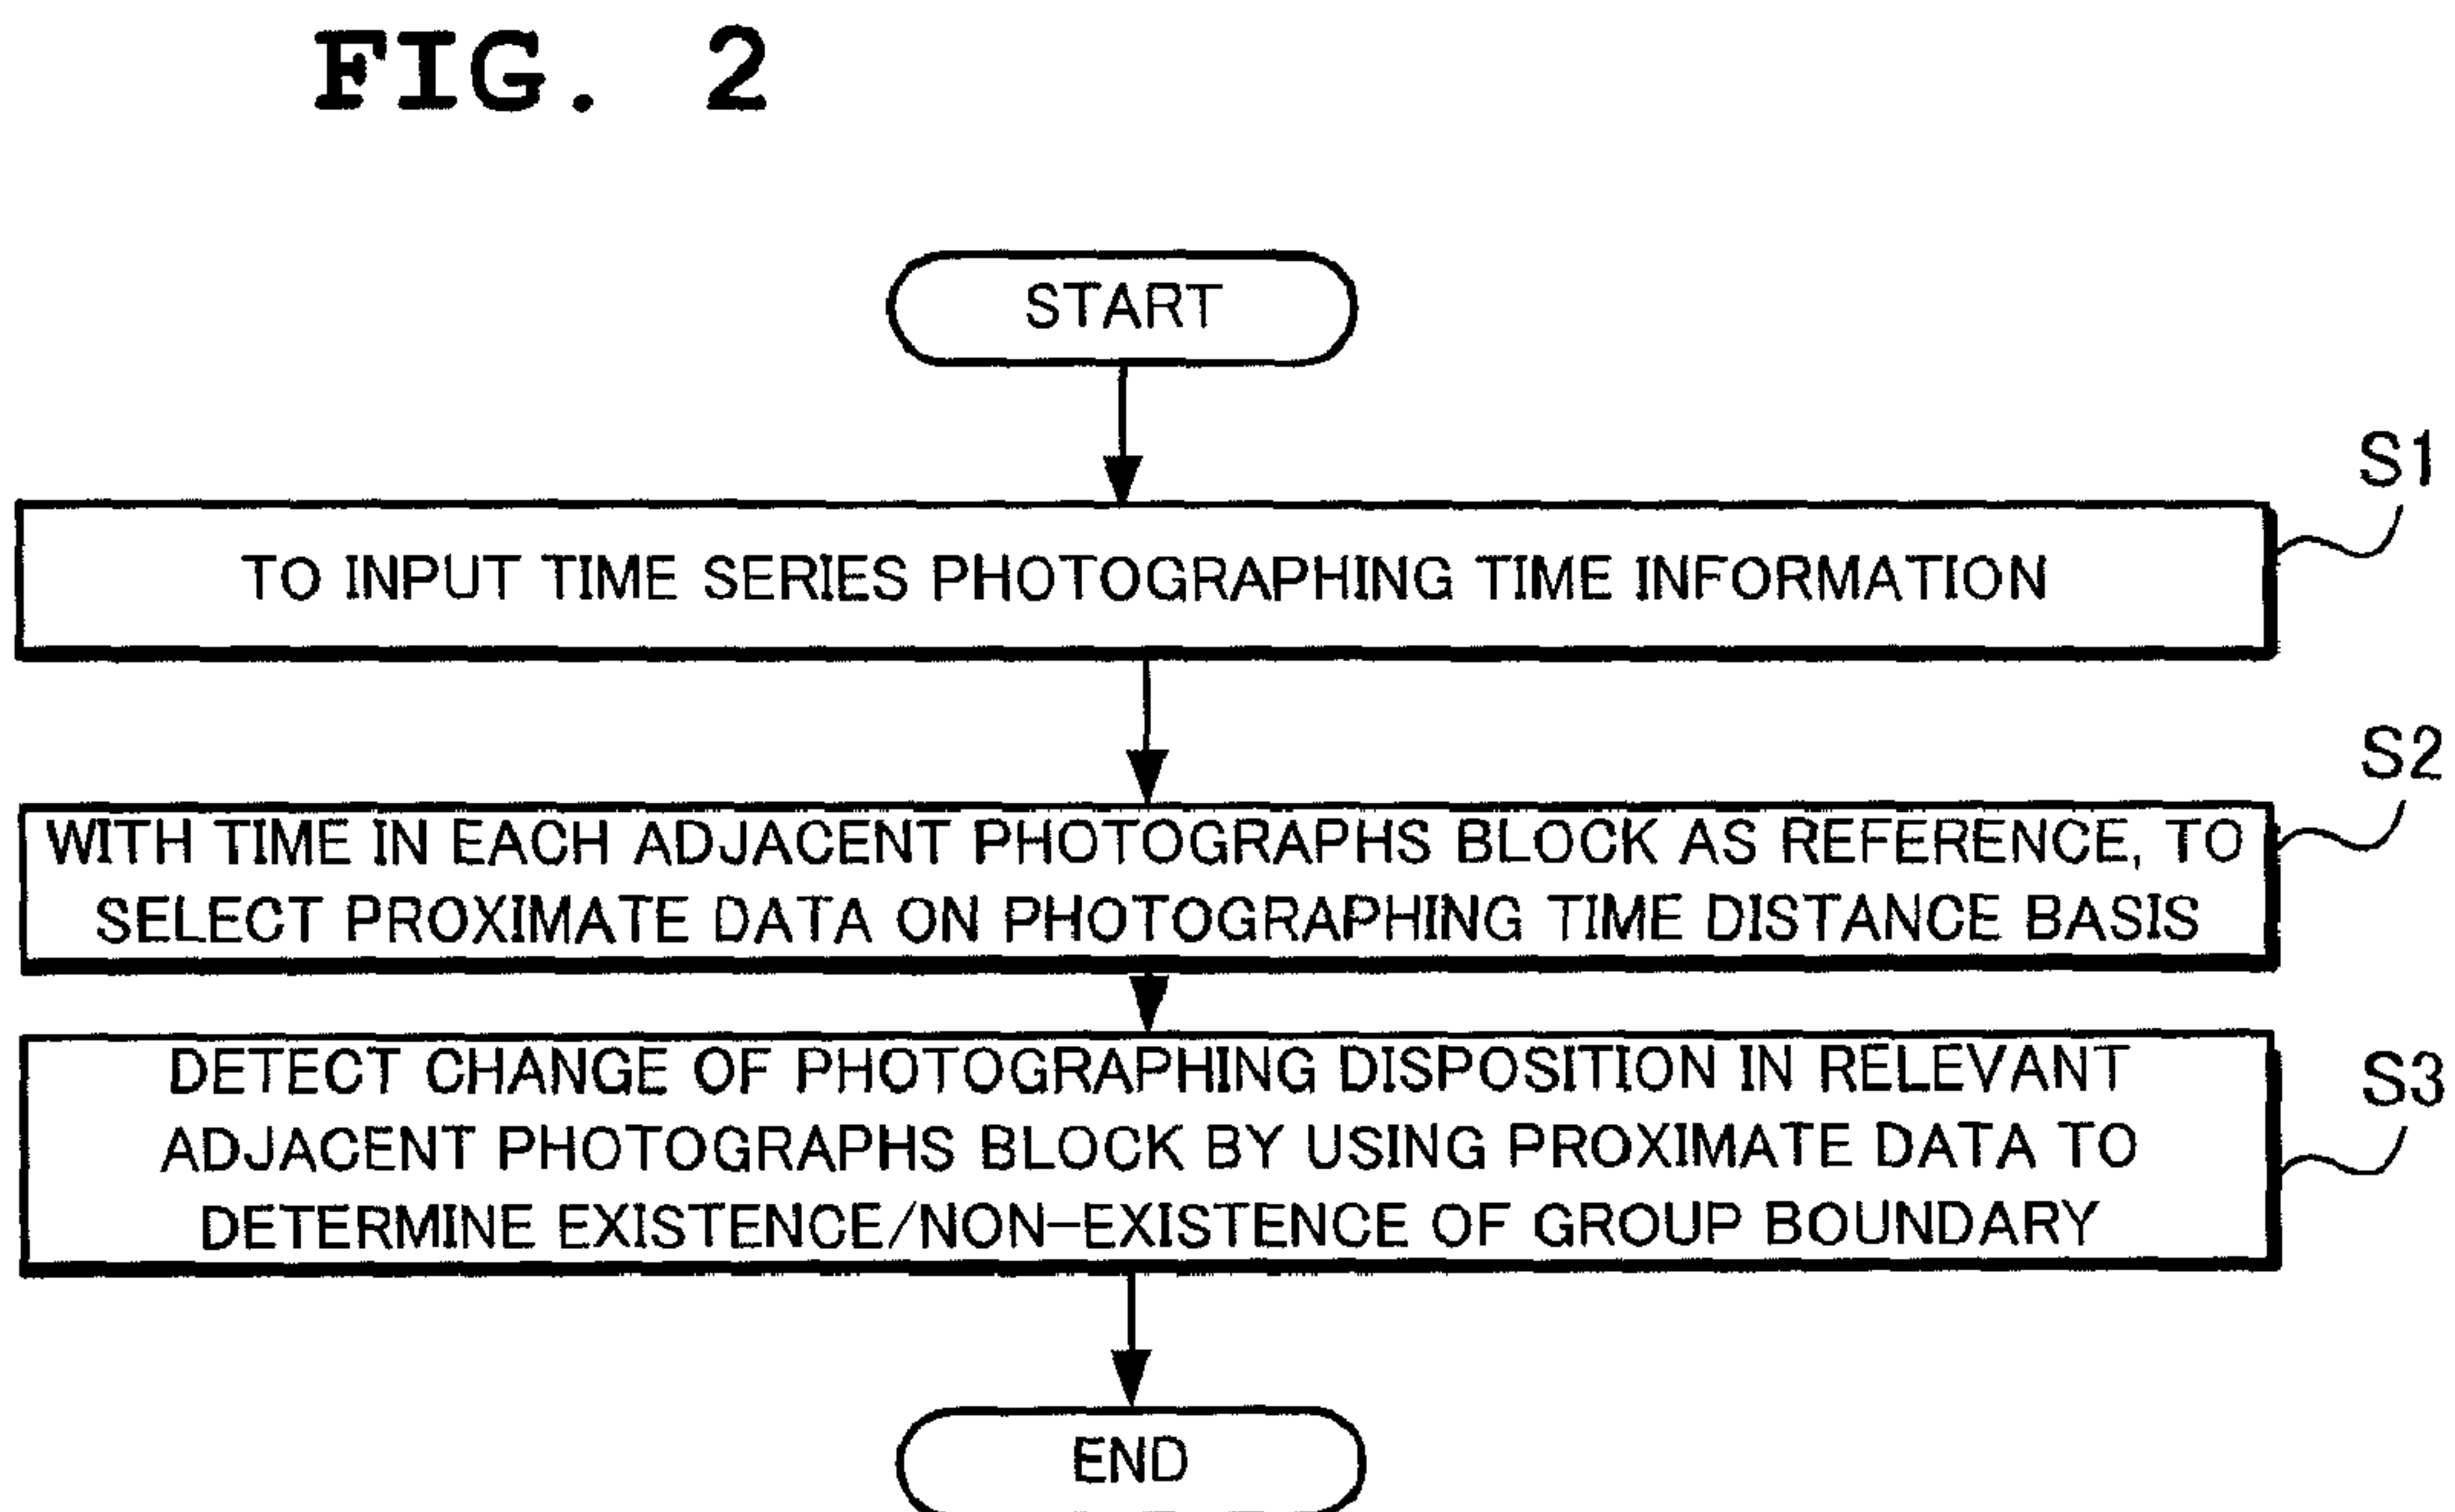 FIG. 2
START
S1
TO INPUT TIME SERIES PHOTOGRAPHING TIME INFORMATION
S2
WITH TIME IN EACH ADJACENT PHOTOGRAPHS BLOCK AS REFERENCE, TO
SELECT PROXIMATE DATA ON PHOTOGRAPHING TIME DISTANCE BASIS
S3
DETECT CHANGE OF PHOTOGRAPHING DISPOSITION IN RELEVANT
ADJACENT PHOTOGRAPHS BLOCK BY USING PROXIMATE DATA TO
DETERMINE EXISTENCE/NON-EXISTENCE OF GROUP BOUNDARY
END